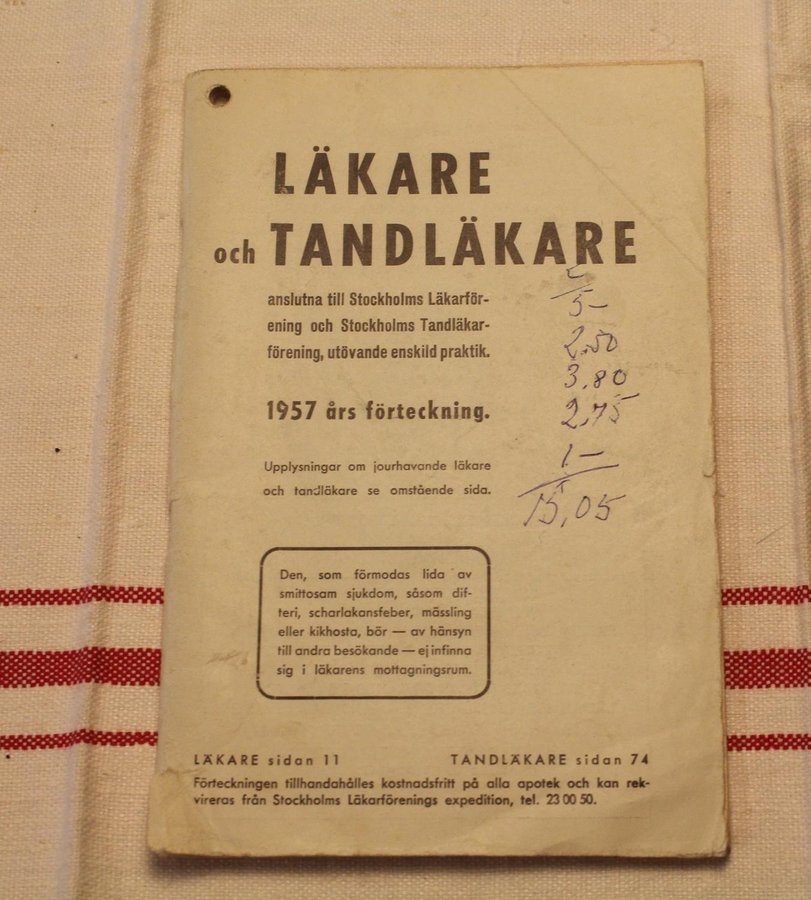 LÄKARE
och TANDLÄKARE
anslutna till Stockholms Läkarför-
ening och Stockholms Tandläkar-
förening, utövande enskild praktik.
1957 års förteckning.
Upplysningar om jourhavande läkare
och tandläkare se omstående sida.
5-
2.50
3.80
2,75
1-
15,05
Den, som förmodas lida av
smittosam sjukdom, såsom dif-
teri, scharlakansfeber, mässling
eller kikhosta, bör — av hänsyn
till andra besökande — ej infinna
sig i läkarens mottagningsrum.
LÄKARE sidan 11 TANDLÄKARE sidan 74
Förteckningen tillhandahålles kostnadsfritt på alla apotek och kan rek-
vireras från Stockholms Läkarförenings expedition, tel. 23 00 50.